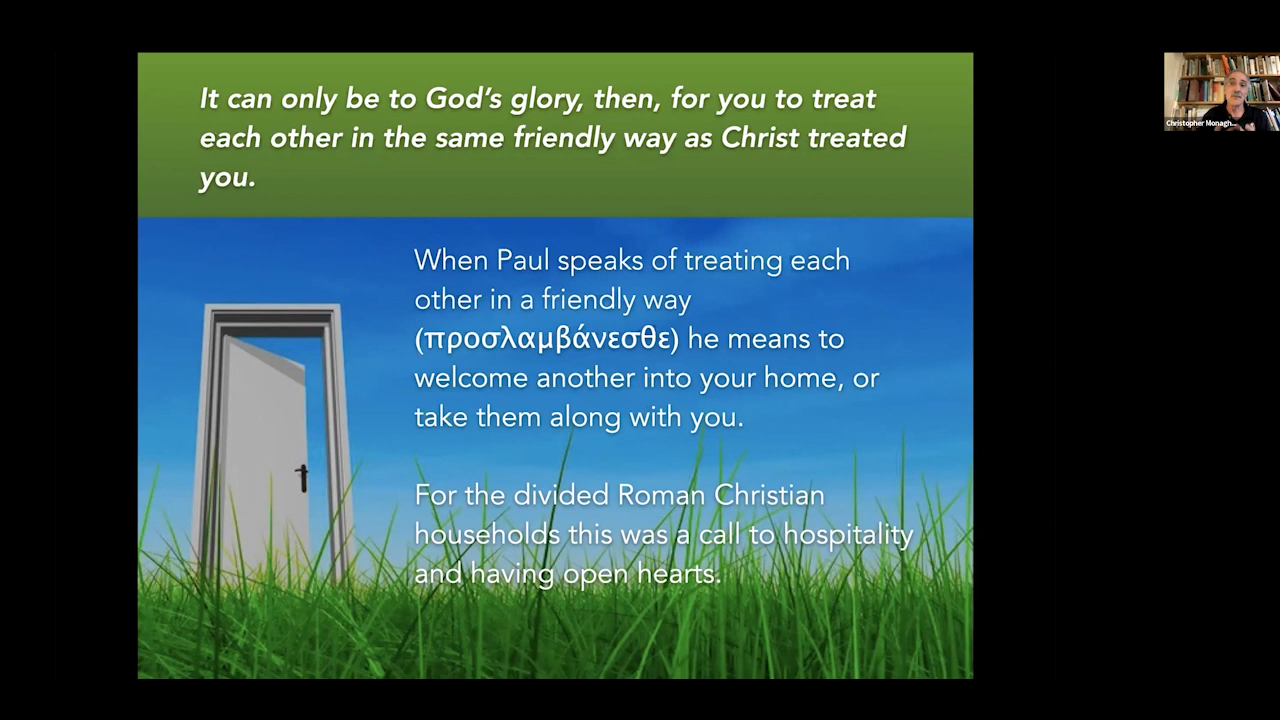 It can only be to God's glory, then, for you to treat
each other in the same friendly way as Christ treated
you.
When Paul speaks of treating each
other in a friendly way
(προσλαμβάνεσθε) he means to
welcome another into your home, or
take them along with you.
For the divided Roman Christian
households this was a call to hospitality
and having open hearts.
Christopher Monagh...